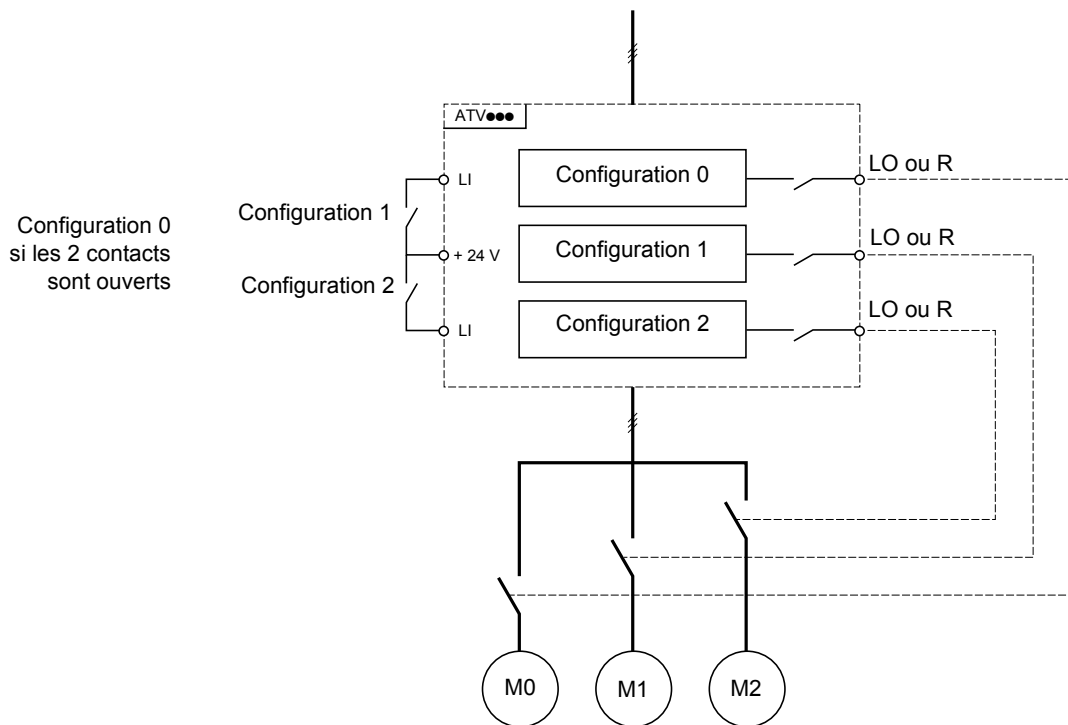 ATV●●●
Configuration 0
LO ou R
LI
Configuration 1
Configuration 0
si les 2 contacts
sont ouverts
Configuration 1
LO ou R
+ 24 V
Configuration 2
Configuration 2
LO ou R
LI
M0
M1
M2